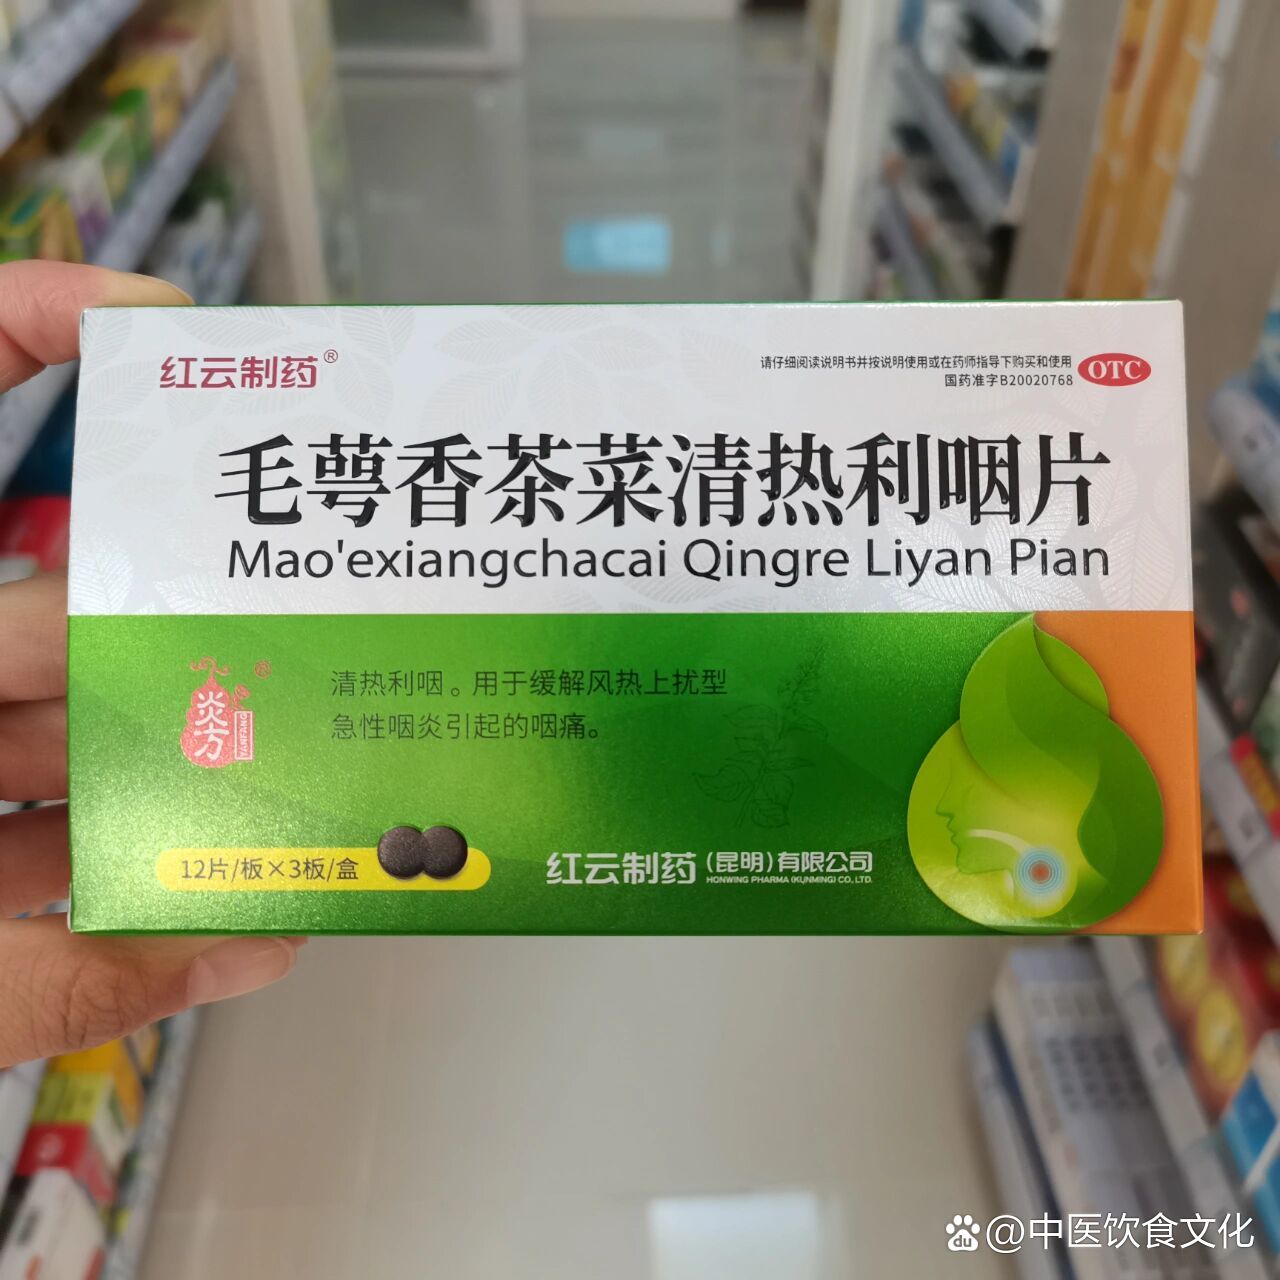 红云制药®
请仔细阅读说明书并按说明使用或在药师指导下购买和使用
国药准字B20020768
OTC
毛萼香茶菜清热利咽片
Mao'exiangchacai Qingre Liyan Pian
炎方®
YANFANG
清热利咽。用于缓解风热上扰型
急性咽炎引起的咽痛。
12片/板×3板/盒
红云制药(昆明)有限公司
HONWING PHARMA (KUNMING) CO., LTD.
Bai du @中医饮食文化